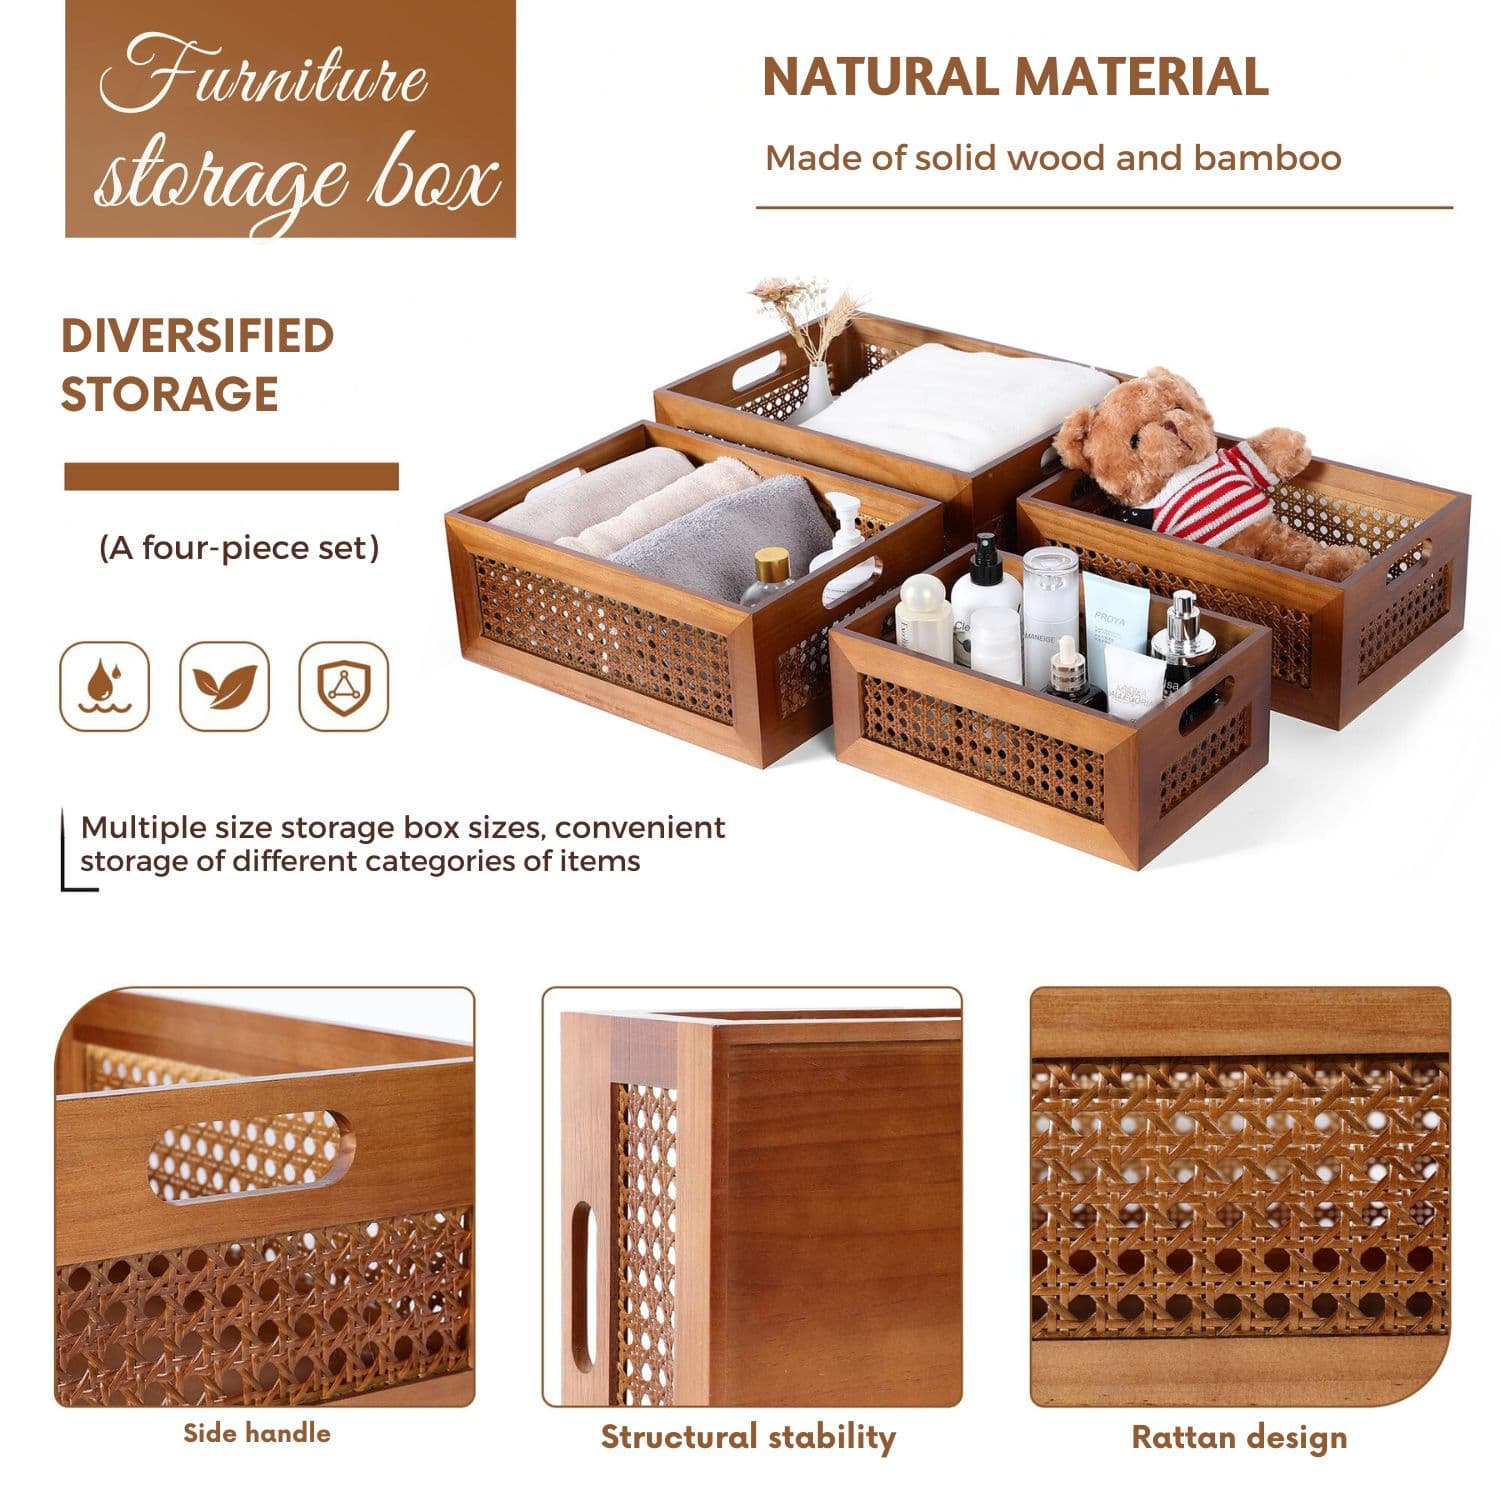 Furniture
storage box
NATURAL MATERIAL
Made of solid wood and bamboo
DIVERSIFIED
STORAGE
(A four-piece set)
PROYA
MANEIGE
Multiple size storage box sizes, convenient
storage of different categories of items
Side handle
Structural stability
Rattan design